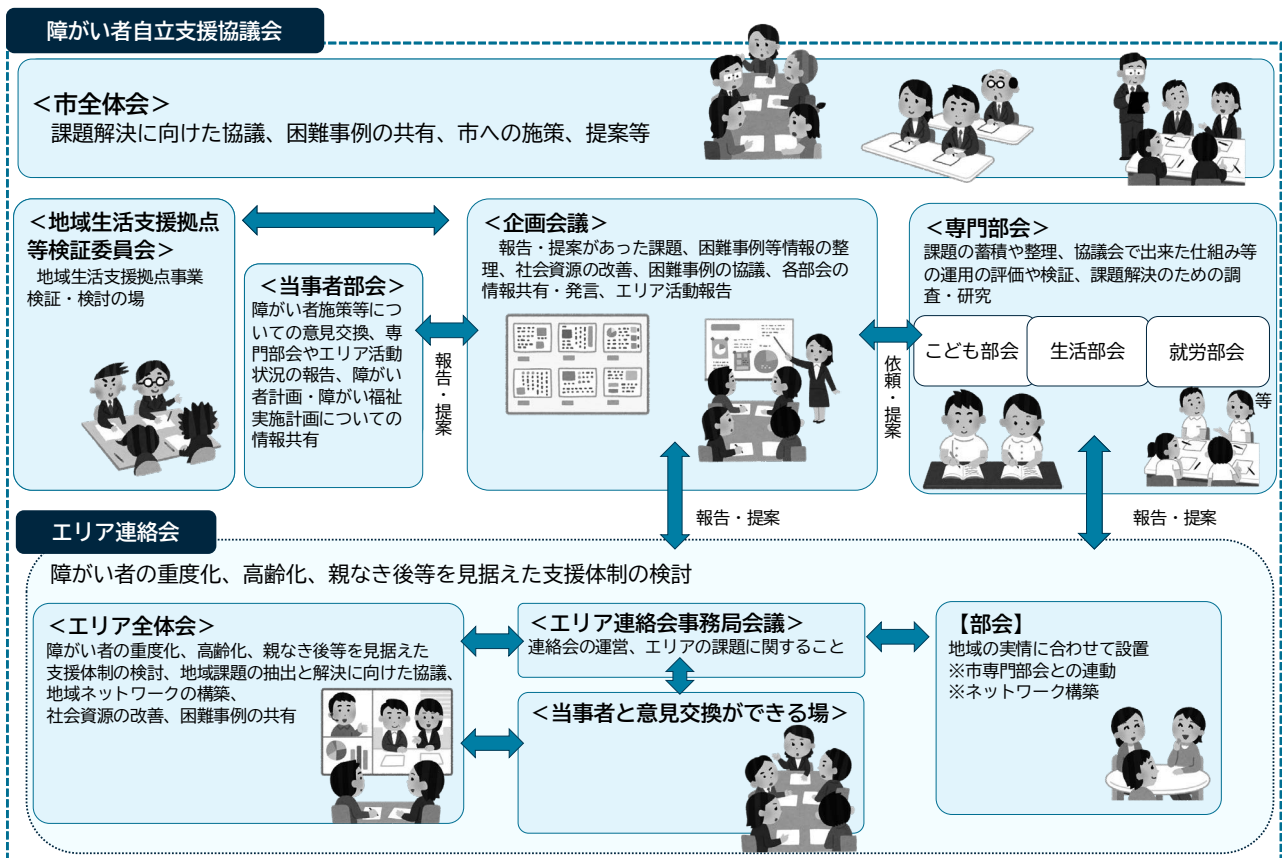 障がい者自立支援協議会
＜市全体会＞
課題解決に向けた協議、困難事例の共有、市への施策、提案等
＜地域生活支援拠点
等検証委員会＞
地域生活支援拠点事業
検証・検討の場
＜当事者部会＞
障がい者施策等につ
いての意見交換、専
門部会やエリア活動
状況の報告、障がい
者計画・障がい福祉
実施計画についての
情報共有
報告・提案
＜企画会議＞
報告・提案があった課題、困難事例等情報の整
理、社会資源の改善、困難事例の協議、各部会の
情報共有・発言、エリア活動報告
依頼・提案
＜専門部会＞
課題の蓄積や整理、協議会で出来た仕組み等
の運用の評価や検証、課題解決のための調
査・研究
こども部会
生活部会
就労部会
等
報告・提案
報告・提案
エリア連絡会
障がい者の重度化、高齢化、親なき後等を見据えた支援体制の検討
＜エリア全体会＞
障がい者の重度化、高齢化、親なき後等を見据えた
支援体制の検討、地域課題の抽出と解決に向けた協議、
地域ネットワークの構築、
社会資源の改善、困難事例の共有
＜エリア連絡会事務局会議＞
連絡会の運営、エリアの課題に関すること
＜当事者と意見交換ができる場＞
【部会】
地域の実情に合わせて設置
※市専門部会との連動
※ネットワーク構築